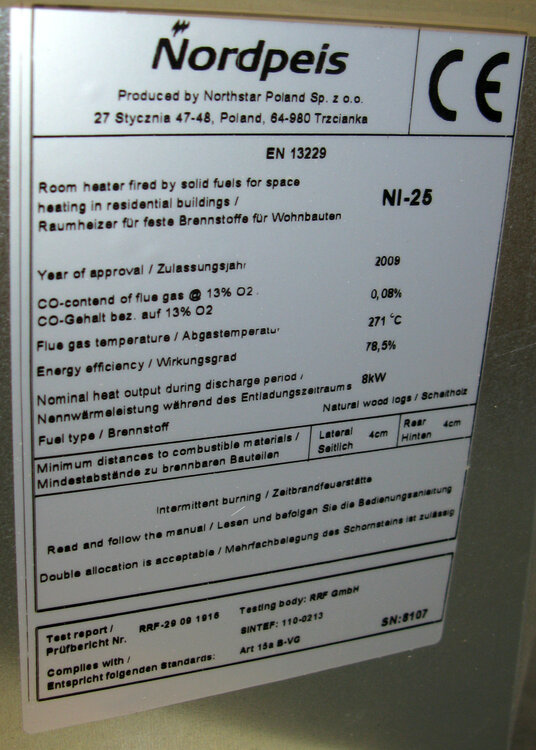 Nordpeis
CE
Produced by Northstar Poland Sp. z o.o.
27 Stycznia 47-48, Poland, 64-980 Trzcianka
EN 13229
Room heater fired by solid fuels for space
heating in residential buildings /
Raumheizer für feste Brennstoffe für Wohnbauten
NI-25
Year of approval / Zulassungsjahr 2009
CO-contend of flue gas @ 13% O2 .
CO-Gehalt bez. auf 13% O2
0,08%
Flue gas temperature / Abgastemperatur 271 °C
Energy efficiency / Wirkungsgrad 78,5%
Nominal heat output during discharge period /
Nennwärmeleistung während des Entladungszeitraums 8kW
Fuel type / Brennstoff Natural wood logs / Scheitholz
Minimum distances to combustible materials /
Mindestabstände zu brennbaren Bauteilen
Lateral
Seitlich
4cm
Rear
Hinten
4cm
Intermittent burning / Zeitbrandfeuerstätte
Read and follow the manual / Lesen und befolgen Sie die Bedienungsanleitung
Double allocation is acceptable / Mehrfachbelegung des Schornsteins ist zulässig
Test report /
Prüfbericht Nr.
RRF-29 09 1916
Testing body: RRF GmbH
SINTEF: 110-0213
SN:8107
Complies with /
Entspricht folgenden Standards:
Art 15a B-VG